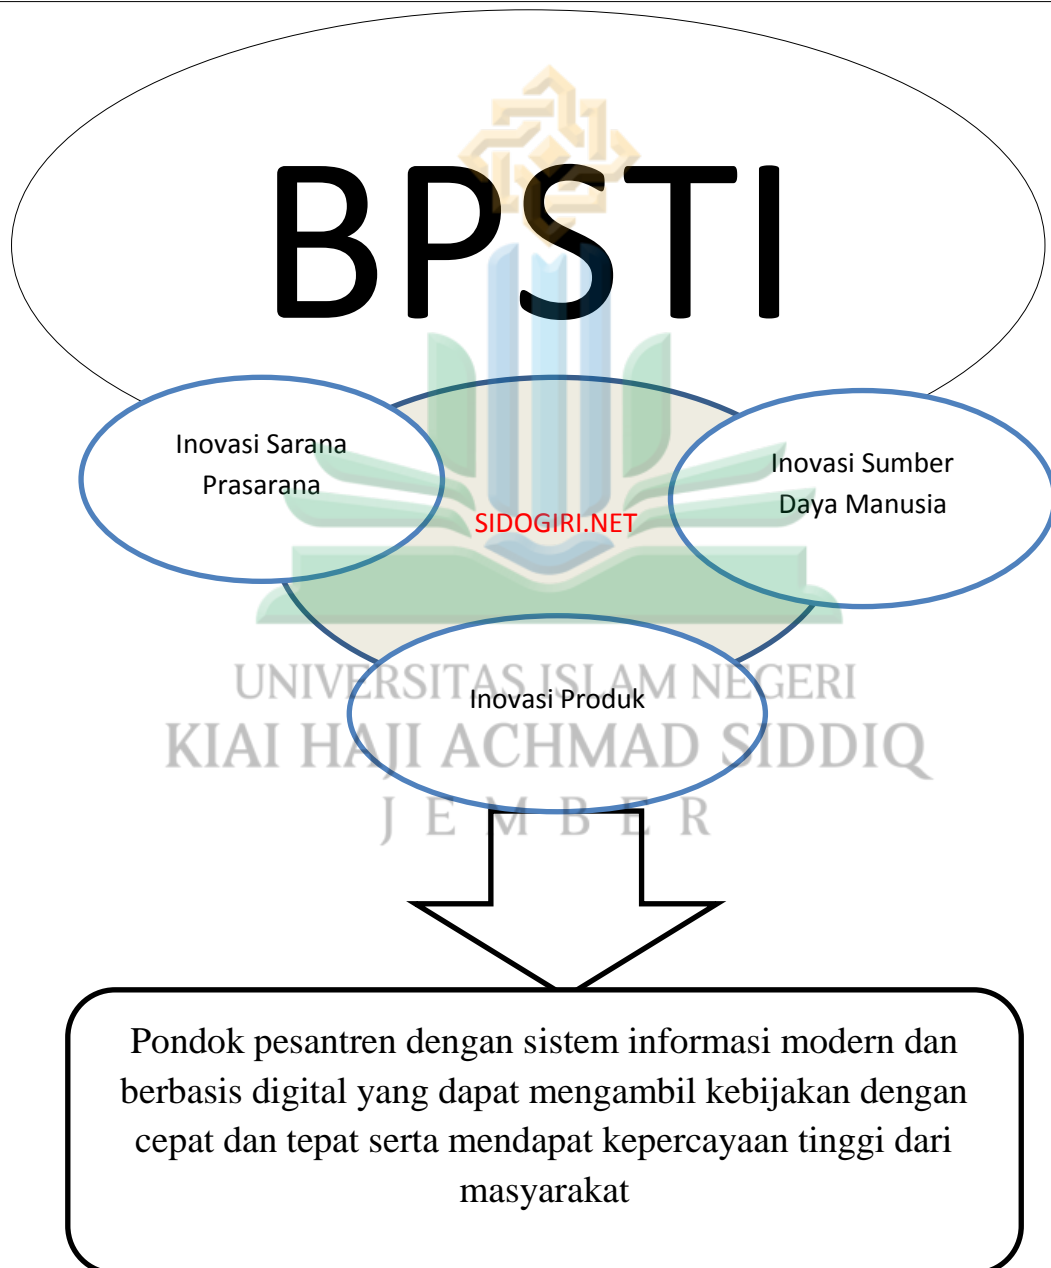 BPSTI
Inovasi Sarana
Prasarana
Inovasi Sumber
Daya Manusia
SIDOGIRI.NET
Inovasi Produk
UNIVERSITAS ISLAM NEGERI
KIAI HAJI ACHMAD SIDDIQ
JEMBER
Pondok pesantren dengan sistem informasi modern dan
berbasis digital yang dapat mengambil kebijakan dengan
cepat dan tepat serta mendapat kepercayaan tinggi dari
masyarakat